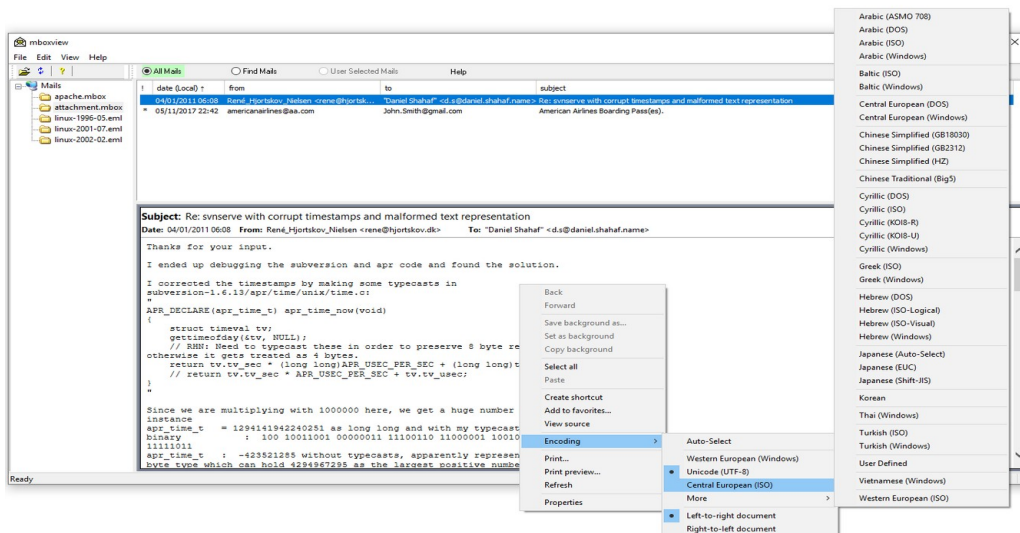 mboxview
File Edit View Help
All Mails Find Mails User Selected Mails Help
Mails
apache.mbox
attachment.mbox
linux-1996-05.eml
linux-2001-07.eml
linux-2002-02.eml
! date (Local) ↑ from to subject
04/01/2011 06:08 René_Hjortskov_Nielsen <rene@hjortsk... "Daniel Shahaf" <d.s@daniel.shahaf.name> Re: svnserve with corrupt timestamps and malformed text representation
* 05/11/2017 22:42 americanairlines@aa.com John.Smith@gmail.com American Airlines Boarding Pass(es).
Subject: Re: svnserve with corrupt timestamps and malformed text representation
Date: 04/01/2011 06:08 From: René_Hjortskov_Nielsen <rene@hjortskov.dk> To: "Daniel Shahaf" <d.s@daniel.shahaf.name>
Thanks for your input.
I ended up debugging the subversion and apr code and found the solution.
I corrected the timestamps by making some typecasts in
subversion-1.6.13/apr/time/unix/time.c:
"
APR_DECLARE(apr_time_t) apr_time_now(void)
{
struct timeval tv;
gettimeofday(&tv, NULL);
// RHN: Need to typecast these in order to preserve 8 byte re
otherwise it gets treated as 4 bytes.
return tv.tv_sec * (long long)APR_USEC_PER_SEC + (long long)t
// return tv.tv_sec * APR_USEC_PER_SEC + tv.tv_usec;
}
"
Since we are multiplying with 1000000 here, we get a huge number
instance
apr_time_t = 1294141942240251 as long long and with my typecast
binary : 100 10011001 00000011 11100110 11000001 10010
11111011
apr_time_t : -423521285 without typecasts, apparently represen
byte type which can hold 4294967295 as the largest positive numbe
Ready
Back
Forward
Save background as...
Set as background
Copy background
Select all
Paste
Create shortcut
Add to favorites...
View source
Encoding
Print...
Print preview...
Refresh
Properties
Auto-Select
Western European (Windows)
Unicode (UTF-8)
Central European (ISO)
More
Left-to-right document
Right-to-left document
Arabic (ASMO 708)
Arabic (DOS)
Arabic (ISO)
Arabic (Windows)
Baltic (ISO)
Baltic (Windows)
Central European (DOS)
Central European (Windows)
Chinese Simplified (GB18030)
Chinese Simplified (GB2312)
Chinese Simplified (HZ)
Chinese Traditional (Big5)
Cyrillic (DOS)
Cyrillic (ISO)
Cyrillic (KOI8-R)
Cyrillic (KOI8-U)
Cyrillic (Windows)
Greek (ISO)
Greek (Windows)
Hebrew (DOS)
Hebrew (ISO-Logical)
Hebrew (ISO-Visual)
Hebrew (Windows)
Japanese (Auto-Select)
Japanese (EUC)
Japanese (Shift-JIS)
Korean
Thai (Windows)
Turkish (ISO)
Turkish (Windows)
User Defined
Vietnamese (Windows)
Western European (ISO)